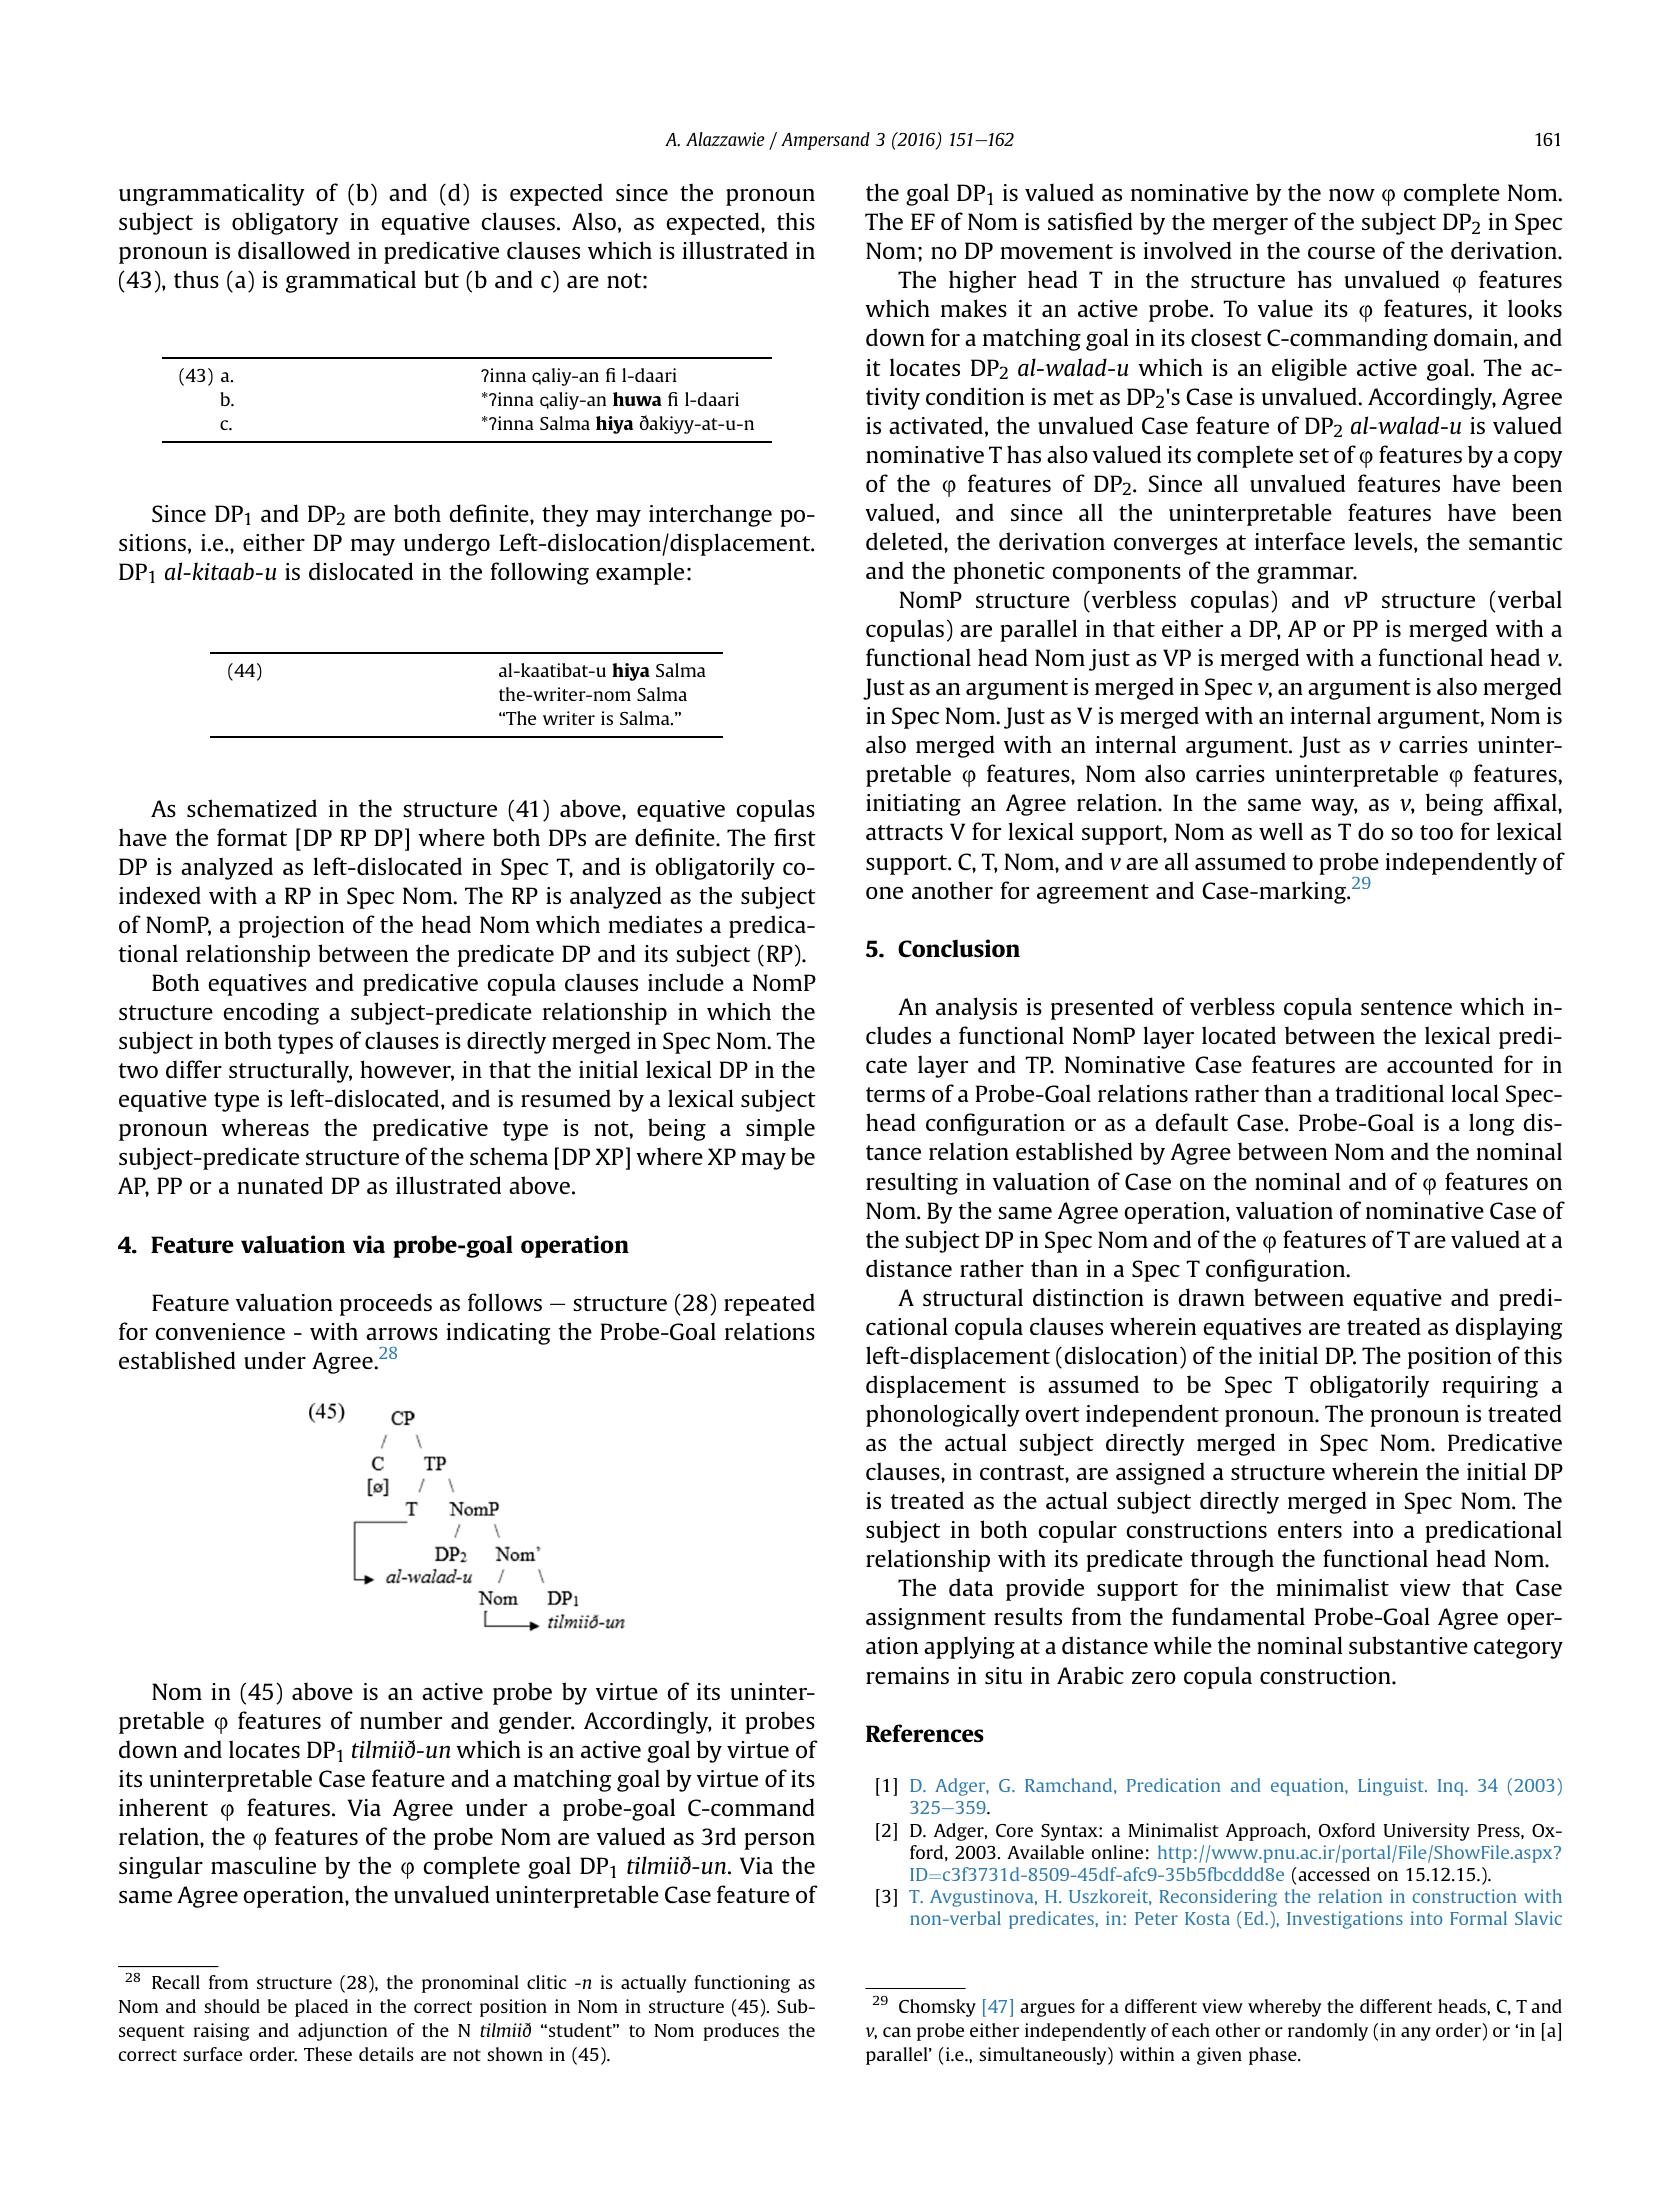 A. Alazzawie / Ampersand 3 (2016) 151–162
161
ungrammaticality of (b) and (d) is expected since the pronoun
subject is obligatory in equative clauses. Also, as expected, this
pronoun is disallowed in predicative clauses which is illustrated in
(43), thus (a) is grammatical but (b and c) are not:
(43) a. ʔinna ςaliy-an fi l-daari
b. *ʔinna ςaliy-an huwa fi l-daari
c. *ʔinna Salma hiya ðakiyy-at-u-n
Since DP1 and DP2 are both definite, they may interchange po-
sitions, i.e., either DP may undergo Left-dislocation/displacement.
DP1 al-kitaab-u is dislocated in the following example:
(44) al-kaatibat-u hiya Salma
the-writer-nom Salma
“The writer is Salma.”
As schematized in the structure (41) above, equative copulas
have the format [DP RP DP] where both DPs are definite. The first
DP is analyzed as left-dislocated in Spec T, and is obligatorily co-
indexed with a RP in Spec Nom. The RP is analyzed as the subject
of NomP, a projection of the head Nom which mediates a predica-
tional relationship between the predicate DP and its subject (RP).
Both equatives and predicative copula clauses include a NomP
structure encoding a subject-predicate relationship in which the
subject in both types of clauses is directly merged in Spec Nom. The
two differ structurally, however, in that the initial lexical DP in the
equative type is left-dislocated, and is resumed by a lexical subject
pronoun whereas the predicative type is not, being a simple
subject-predicate structure of the schema [DP XP] where XP may be
AP, PP or a nunated DP as illustrated above.
4. Feature valuation via probe-goal operation
Feature valuation proceeds as follows – structure (28) repeated
for convenience - with arrows indicating the Probe-Goal relations
established under Agree.28
(45) CP
C TP
[ø]
T NomP
DP2 Nom’
al-walad-u
Nom DP1
tilmiið-un
Nom in (45) above is an active probe by virtue of its uninter-
pretable φ features of number and gender. Accordingly, it probes
down and locates DP1 tilmiið-un which is an active goal by virtue of
its uninterpretable Case feature and a matching goal by virtue of its
inherent φ features. Via Agree under a probe-goal C-command
relation, the φ features of the probe Nom are valued as 3rd person
singular masculine by the φ complete goal DP1 tilmiið-un. Via the
same Agree operation, the unvalued uninterpretable Case feature of
28 Recall from structure (28), the pronominal clitic -n is actually functioning as
Nom and should be placed in the correct position in Nom in structure (45). Sub-
sequent raising and adjunction of the N tilmiið “student” to Nom produces the
correct surface order. These details are not shown in (45).
the goal DP1 is valued as nominative by the now φ complete Nom.
The EF of Nom is satisfied by the merger of the subject DP2 in Spec
Nom; no DP movement is involved in the course of the derivation.
The higher head T in the structure has unvalued φ features
which makes it an active probe. To value its φ features, it looks
down for a matching goal in its closest C-commanding domain, and
it locates DP2 al-walad-u which is an eligible active goal. The ac-
tivity condition is met as DP2's Case is unvalued. Accordingly, Agree
is activated, the unvalued Case feature of DP2 al-walad-u is valued
nominative T has also valued its complete set of φ features by a copy
of the φ features of DP2. Since all unvalued features have been
valued, and since all the uninterpretable features have been
deleted, the derivation converges at interface levels, the semantic
and the phonetic components of the grammar.
NomP structure (verbless copulas) and vP structure (verbal
copulas) are parallel in that either a DP, AP or PP is merged with a
functional head Nom just as VP is merged with a functional head v.
Just as an argument is merged in Spec v, an argument is also merged
in Spec Nom. Just as V is merged with an internal argument, Nom is
also merged with an internal argument. Just as v carries uninter-
pretable φ features, Nom also carries uninterpretable φ features,
initiating an Agree relation. In the same way, as v, being affixal,
attracts V for lexical support, Nom as well as T do so too for lexical
support. C, T, Nom, and v are all assumed to probe independently of
one another for agreement and Case-marking.29
5. Conclusion
An analysis is presented of verbless copula sentence which in-
cludes a functional NomP layer located between the lexical predi-
cate layer and TP. Nominative Case features are accounted for in
terms of a Probe-Goal relations rather than a traditional local Spec-
head configuration or as a default Case. Probe-Goal is a long dis-
tance relation established by Agree between Nom and the nominal
resulting in valuation of Case on the nominal and of φ features on
Nom. By the same Agree operation, valuation of nominative Case of
the subject DP in Spec Nom and of the φ features of T are valued at a
distance rather than in a Spec T configuration.
A structural distinction is drawn between equative and predi-
cational copula clauses wherein equatives are treated as displaying
left-displacement (dislocation) of the initial DP. The position of this
displacement is assumed to be Spec T obligatorily requiring a
phonologically overt independent pronoun. The pronoun is treated
as the actual subject directly merged in Spec Nom. Predicative
clauses, in contrast, are assigned a structure wherein the initial DP
is treated as the actual subject directly merged in Spec Nom. The
subject in both copular constructions enters into a predicational
relationship with its predicate through the functional head Nom.
The data provide support for the minimalist view that Case
assignment results from the fundamental Probe-Goal Agree oper-
ation applying at a distance while the nominal substantive category
remains in situ in Arabic zero copula construction.
References
[1] D. Adger, G. Ramchand, Predication and equation, Linguist. Inq. 34 (2003)
325–359.
[2] D. Adger, Core Syntax: a Minimalist Approach, Oxford University Press, Ox-
ford, 2003. Available online: http://www.pnu.ac.ir/portal/File/ShowFile.aspx?
ID=c3f3731d-8509-45df-afc9-35b5fbcddd8e (accessed on 15.12.15.).
[3] T. Avgustinova, H. Uszkoreit, Reconsidering the relation in construction with
non-verbal predicates, in: Peter Kosta (Ed.), Investigations into Formal Slavic
29 Chomsky [47] argues for a different view whereby the different heads, C, T and
v, can probe either independently of each other or randomly (in any order) or ‘in [a]
parallel’ (i.e., simultaneously) within a given phase.